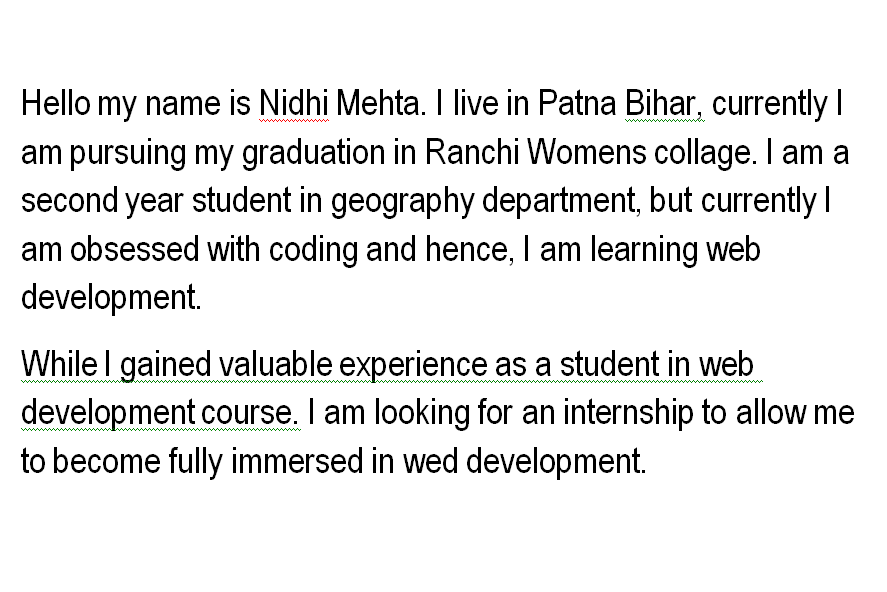 Hello my name is Nidhi Mehta. I live in Patna Bihar, currently I
am pursuing my graduation in Ranchi Womens collage. I am a
second year student in geography department, but currently I
am obsessed with coding and hence, I am learning web
development.
While I gained valuable experience as a student in web
development course. I am looking for an internship to allow me
to become fully immersed in wed development.